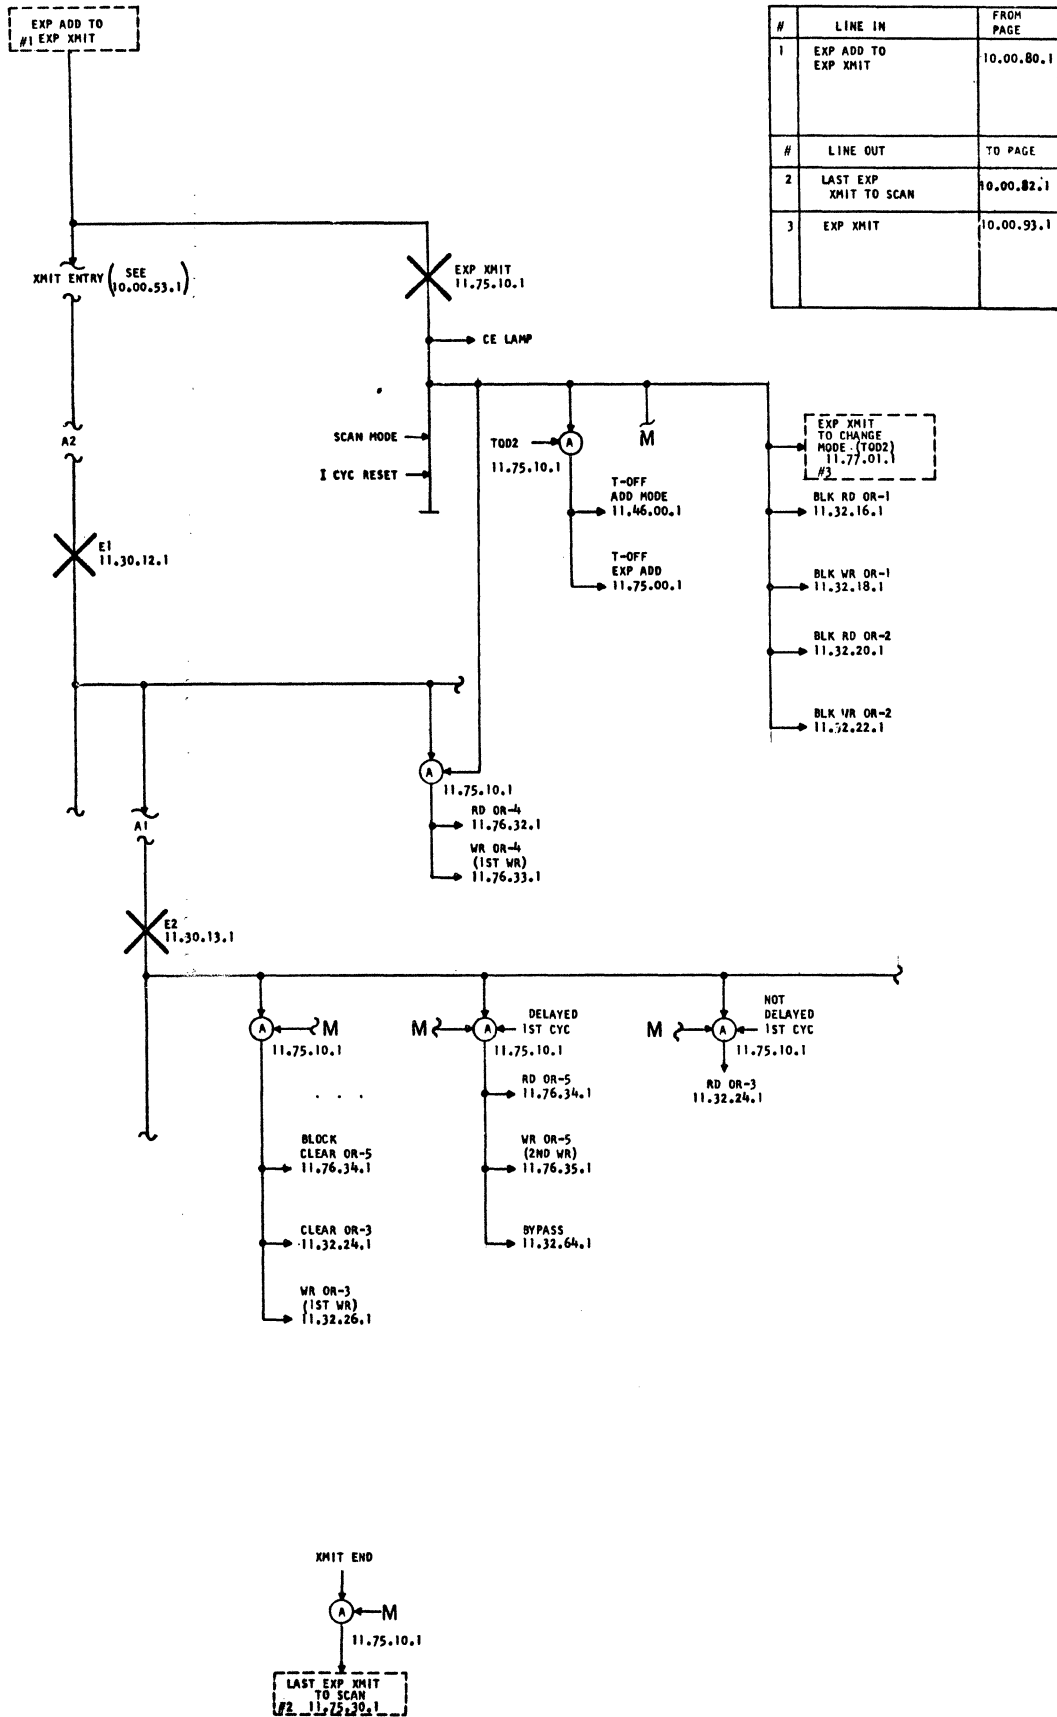 EXP ADD TO
#1 EXP XMIT
# LINE IN FROM PAGE
1 EXP ADD TO EXP XMIT 10.00.80.1
# LINE OUT TO PAGE
2 LAST EXP XMIT TO SCAN 10.00.82.1
3 EXP XMIT 10.00.93.1
XMIT ENTRY (SEE 10.00.53.1)
EXP XMIT
11.75.10.1
CE LAMP
A2
SCAN MODE
I CYC RESET
TOD2
A
11.75.10.1
M
EXP XMIT
TO CHANGE
MODE (TOD2)
11.77.01.1
#3
T-OFF
ADD MODE
11.46.00.1
T-OFF
EXP ADD
11.75.00.1
BLK RD OR-1
11.32.16.1
BLK WR OR-1
11.32.18.1
BLK RD OR-2
11.32.20.1
BLK WR OR-2
11.32.22.1
E1
11.30.12.1
A
11.75.10.1
RD OR-4
11.76.32.1
WR OR-4
(1ST WR)
11.76.33.1
A1
E2
11.30.13.1
A
M
11.75.10.1
BLOCK
CLEAR OR-5
11.76.34.1
CLEAR OR-3
11.32.24.1
WR OR-3
(1ST WR)
11.32.26.1
M
A
DELAYED
1ST CYC
11.75.10.1
RD OR-5
11.76.34.1
WR OR-5
(2ND WR)
11.76.35.1
BYPASS
11.32.64.1
M
A
NOT
DELAYED
1ST CYC
11.75.10.1
RD OR-3
11.32.24.1
XMIT END
A
M
11.75.10.1
LAST EXP XMIT
TO SCAN
#2 11.75.30.1